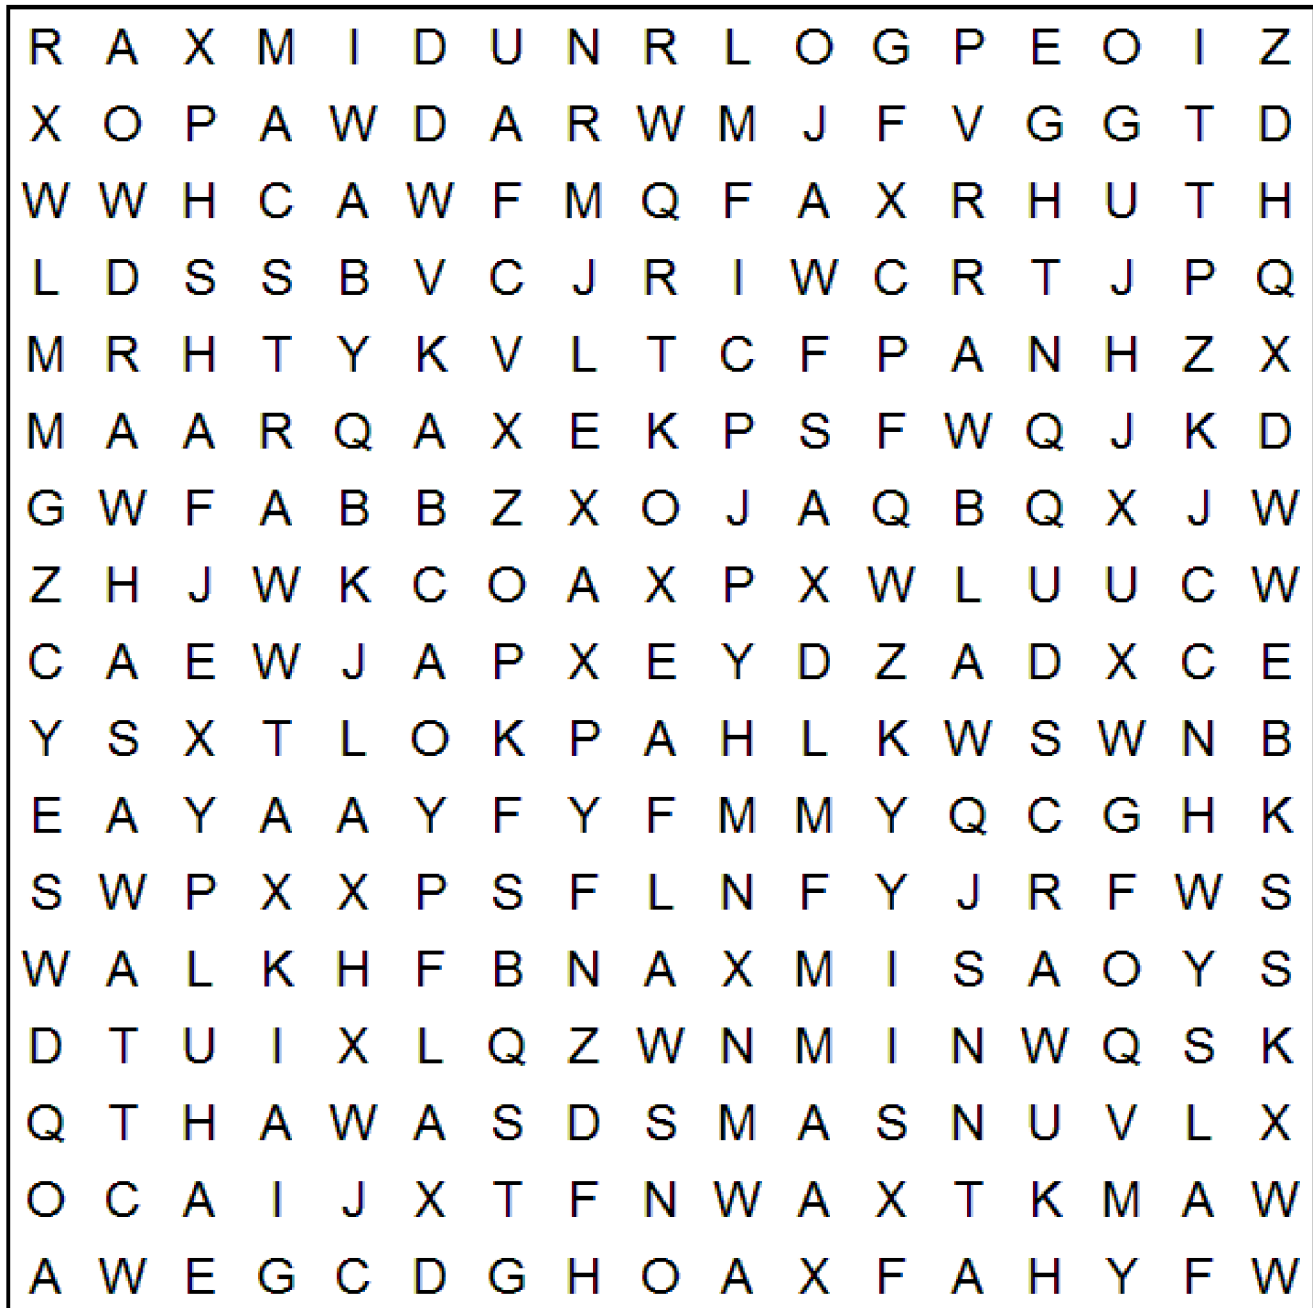 R A X M I D U N R L O G P E O I Z
X O P A W D A R W M J F V G G T D
W W H C A W F M Q F A X R H U T H
L D S S B V C J R I W C R T J P Q
M R H T Y K V L T C F P A N H Z X
M A A R Q A X E K P S F W Q J K D
G W F A B B Z X O J A Q B Q X J W
Z H J W K C O A X P X W L U U C W
C A E W J A P X E Y D Z A D X C E
Y S X T L O K P A H L K W S W N B
E A Y A A Y F Y F M M Y Q C G H K
S W P X X P S F L N F Y J R F W S
W A L K H F B N A X M I S A O Y S
D T U I X L Q Z W N M I N W Q S K
Q T H A W A S D S M A S N U V L X
O C A I J X T F N W A X T K M A W
A W E G C D G H O A X F A H Y F W